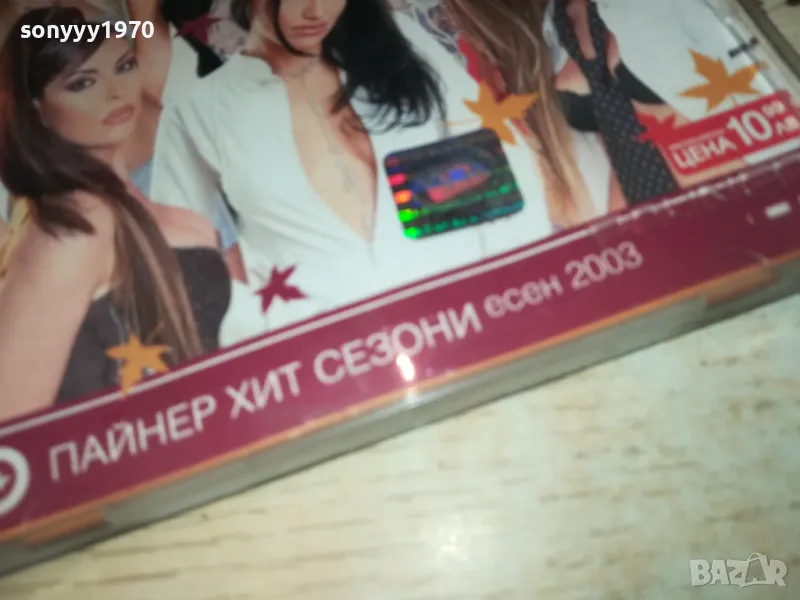 sonyyy1970
ЦЕНА 10 99 ЛВ
ПАЙНЕР ХИТ СЕЗОНИ есен 2003
BAZAR